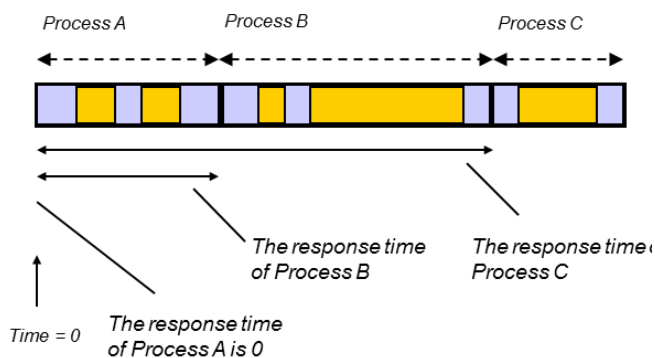 Process A
Process B
Process C
The response time
of Process B
The response time o
Process C
Time = 0
The response time
of Process A is 0